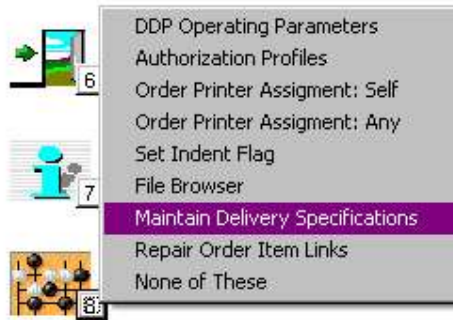 DDP Operating Parameters
Authorization Profiles
6
Order Printer Assigment: Self
Order Printer Assigment: Any
Set Indent Flag
File Browser
7
Maintain Delivery Specifications
Repair Order Item Links
None of These
8